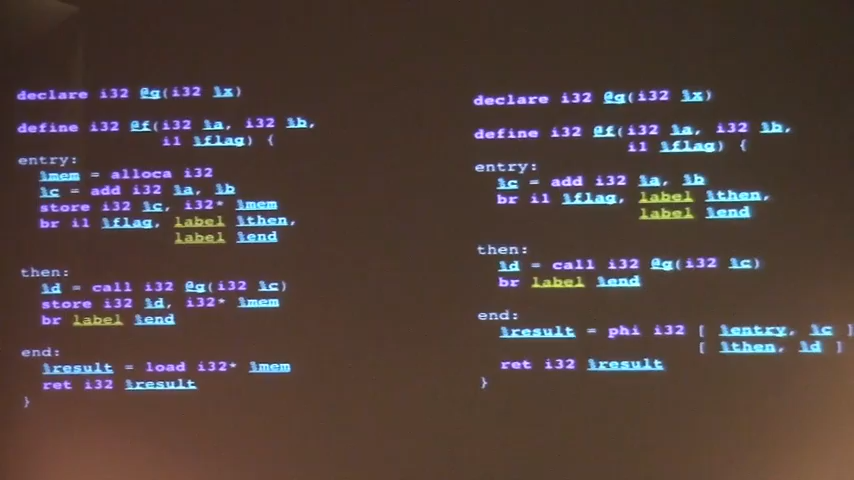 declare i32 @g(i32 %x)
define i32 @f(i32 %a, i32 %b,
i1 %flag) {
entry:
%mem = alloca i32
%c = add i32 %a, %b
store i32 %c, i32* %mem
br i1 %flag, label %then,
label %end
then:
%d = call i32 @g(i32 %c)
store i32 %d, i32* %mem
br label %end
end:
%result = load i32* %mem
ret i32 %result
}
declare i32 @g(i32 %x)
define i32 @f(i32 %a, i32 %b,
i1 %flag) {
entry:
%c = add i32 %a, %b
br i1 %flag, label %then,
label %end
then:
%d = call i32 @g(i32 %c)
br label %end
end:
%result = phi i32 [ %entry, %c ]
[ %then, %d ]
ret i32 %result
}